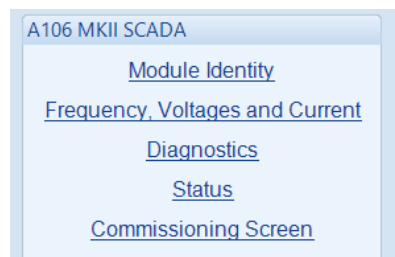 A106 MKII SCADA
Module Identity
Frequency, Voltages and Current
Diagnostics
Status
Commissioning Screen